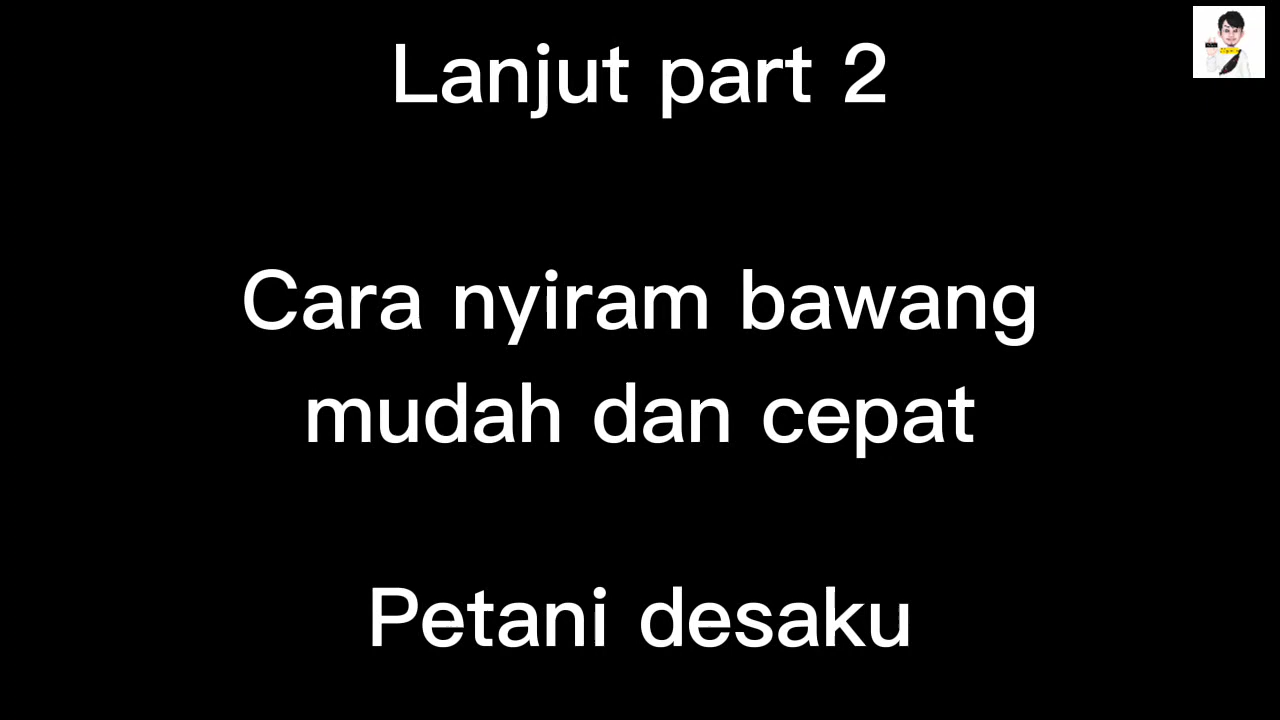 Lanjut part 2
Cara nyiram bawang
mudah dan cepat
Petani desaku